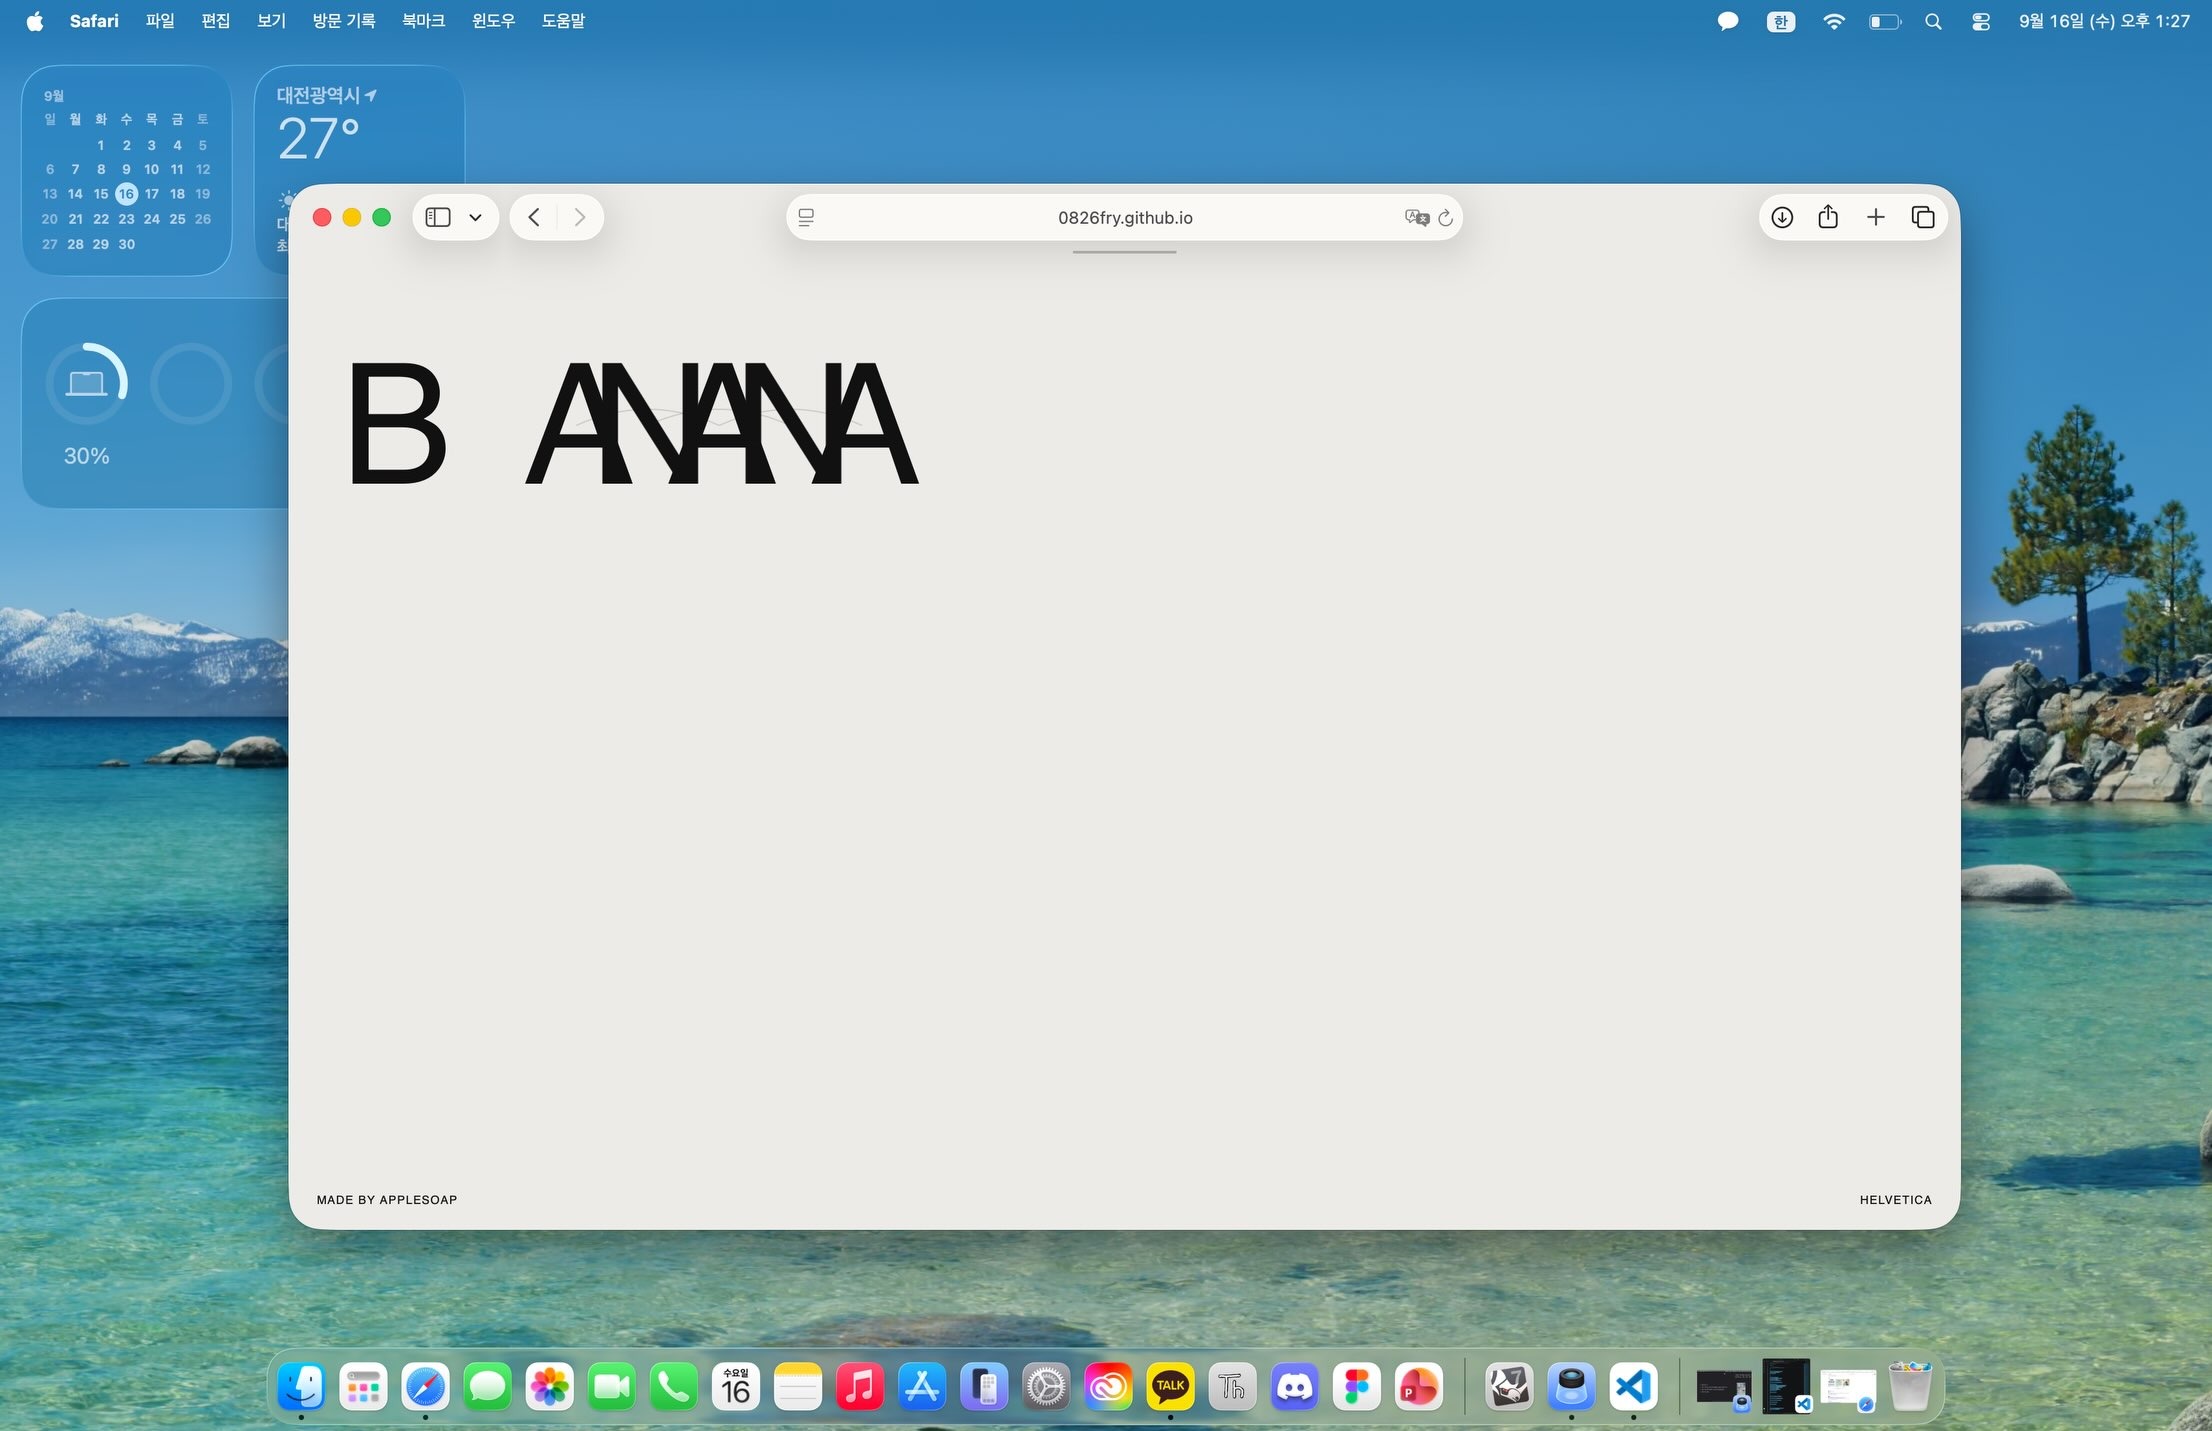 Safari 파일 편집 보기 방문 기록 북마크 윈도우 도움말
한 9월 16일 (수) 오후 1:27
9월
일 월 화 수 목 금 토
1 2 3 4 5
6 7 8 9 10 11 12
13 14 15 16 17 18 19
20 21 22 23 24 25 26
27 28 29 30
대전광역시
27°
30%
0826fry.github.io
B ANANA
MADE BY APPLESOAP
HELVETICA
수요일
16
TALK
Th
P